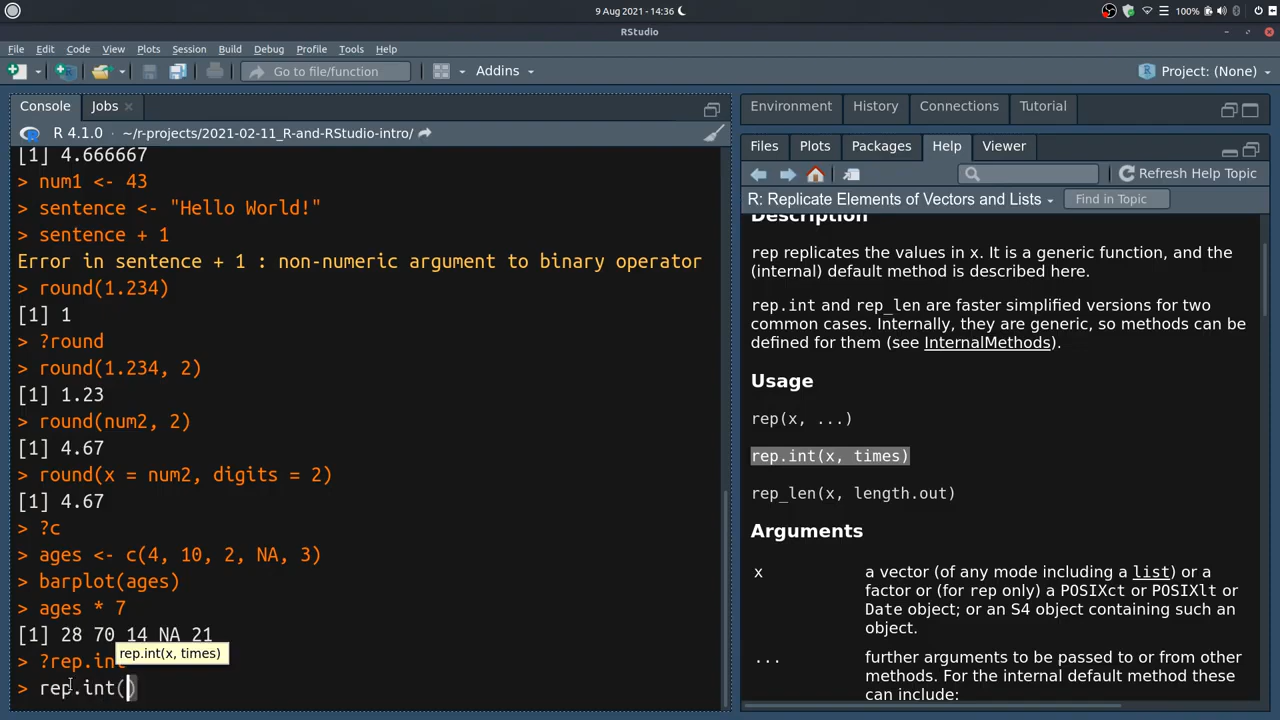 9 Aug 2021 - 14:36
100%
RStudio
File Edit Code View Plots Session Build Debug Profile Tools Help
Go to file/function
Addins
Project: (None)
Console Jobs
R 4.1.0 · ~/r-projects/2021-02-11_R-and-RStudio-intro/
[1] 4.666667
> num1 <- 43
> sentence <- "Hello World!"
> sentence + 1
Error in sentence + 1 : non-numeric argument to binary operator
> round(1.234)
[1] 1
> ?round
> round(1.234, 2)
[1] 1.23
> round(num2, 2)
[1] 4.67
> round(x = num2, digits = 2)
[1] 4.67
> ?c
> ages <- c(4, 10, 2, NA, 3)
> barplot(ages)
> ages * 7
[1] 28 70 14 NA 21
rep.int(x, times)
> ?rep.int
> rep.int()
Environment History Connections Tutorial
Files Plots Packages Help Viewer
Refresh Help Topic
R: Replicate Elements of Vectors and Lists
Find in Topic
Description
rep replicates the values in x. It is a generic function, and the
(internal) default method is described here.
rep.int and rep_len are faster simplified versions for two
common cases. Internally, they are generic, so methods can be
defined for them (see InternalMethods).
Usage
rep(x, ...)
rep.int(x, times)
rep_len(x, length.out)
Arguments
x
a vector (of any mode including a list) or a
factor or (for rep only) a POSIXct or POSIXlt or
Date object; or an S4 object containing such an
object.
...
further arguments to be passed to or from other
methods. For the internal default method these
can include: